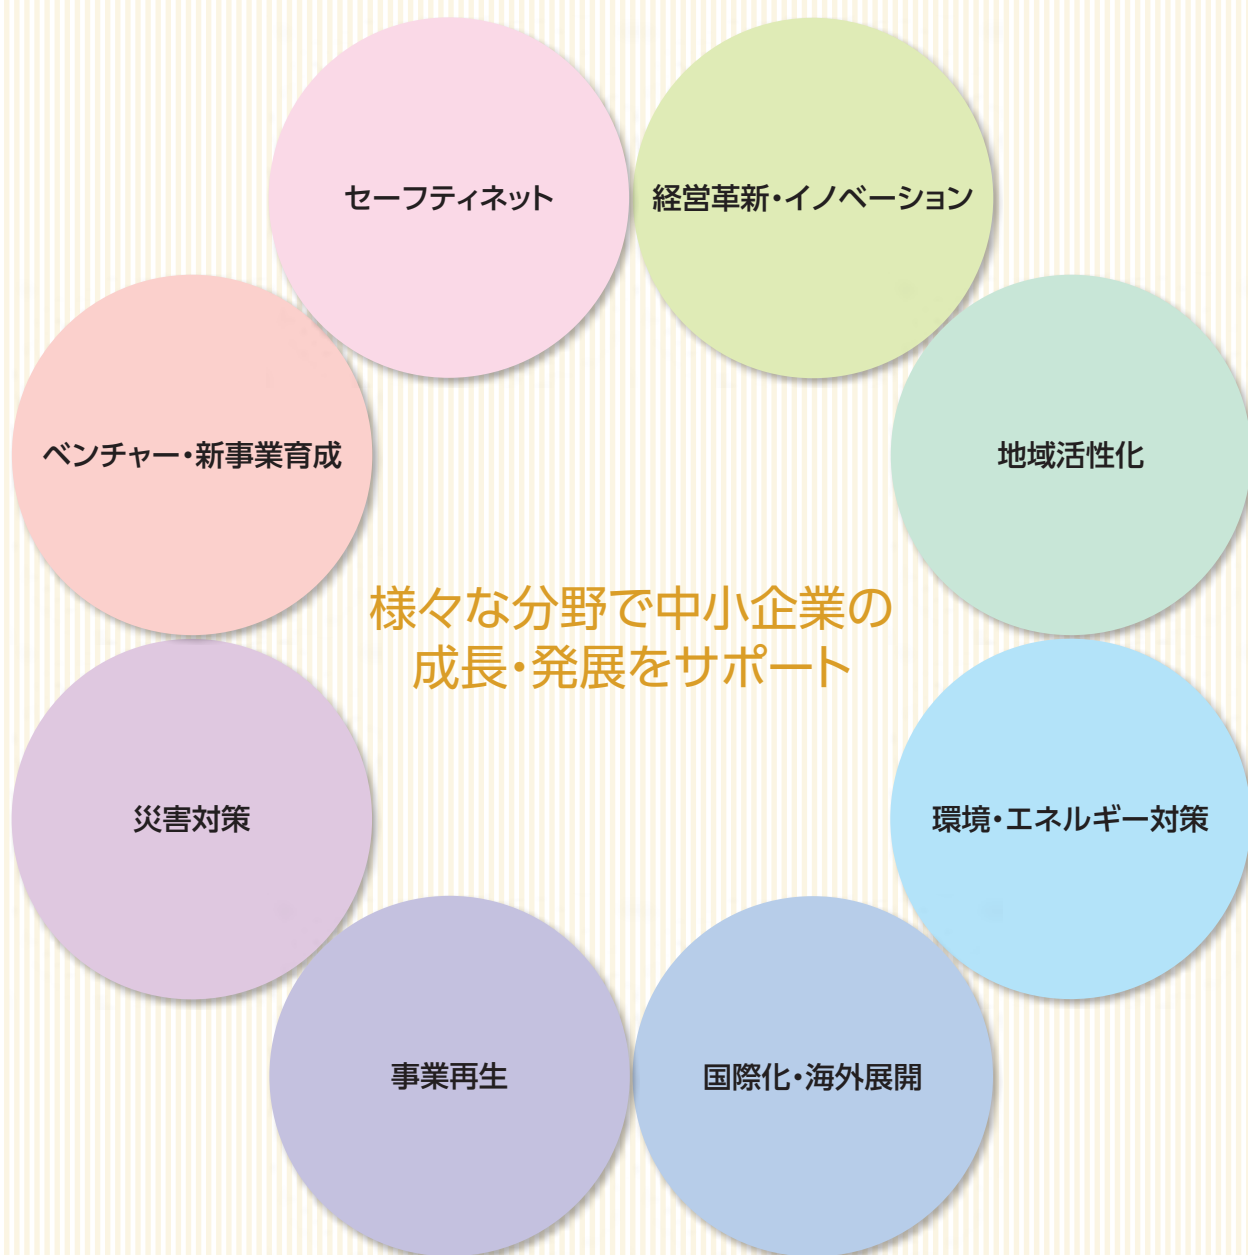 セーフティネット
経営革新・イノベーション
ベンチャー・新事業育成
地域活性化
様々な分野で中小企業の
成長・発展をサポート
災害対策
環境・エネルギー対策
事業再生
国際化・海外展開